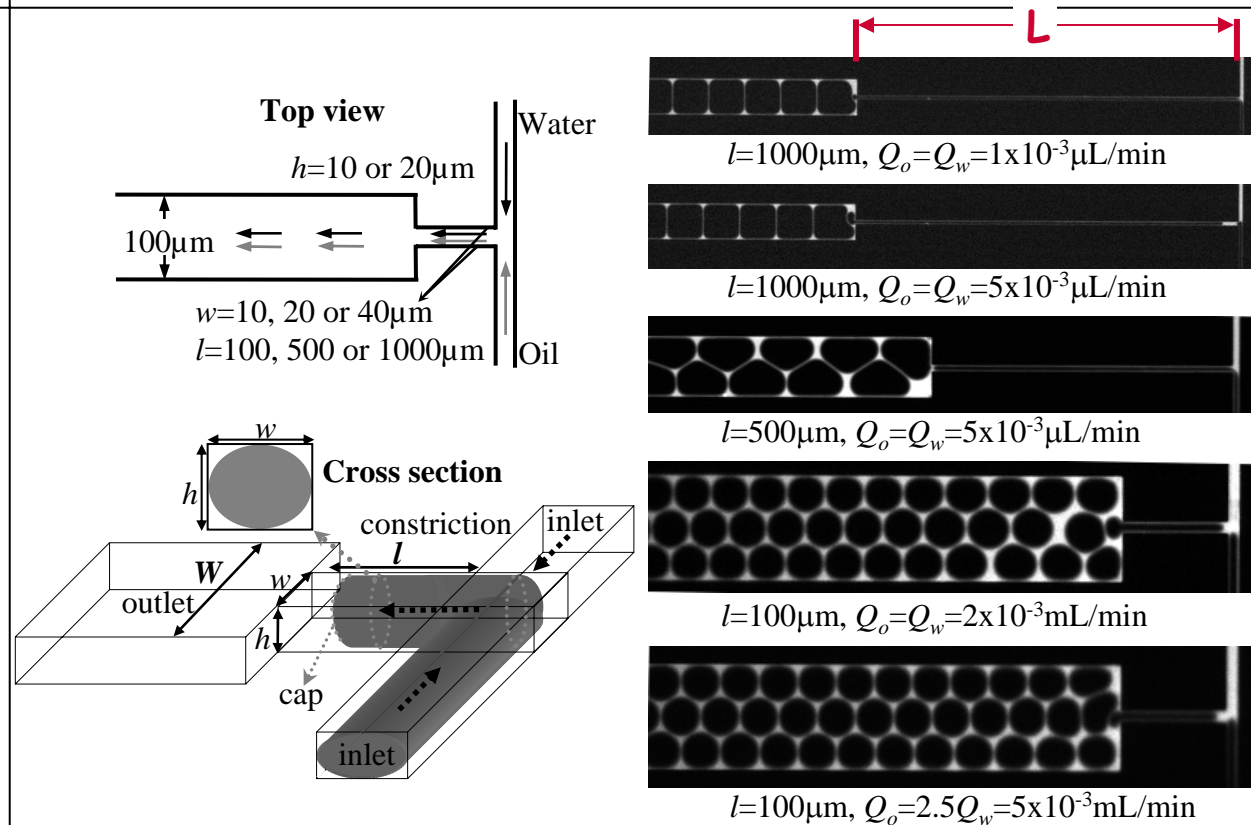 L
Top view
Water
h=10 or 20µm
100µm
w=10, 20 or 40µm
l=100, 500 or 1000µm
Oil
w
h
Cross section
constriction
inlet
l
W
w
outlet
h
cap
inlet
l=1000µm, Qo=Qw=1x10⁻³µL/min
l=1000µm, Qo=Qw=5x10⁻³µL/min
l=500µm, Qo=Qw=5x10⁻³µL/min
l=100µm, Qo=Qw=2x10⁻³mL/min
l=100µm, Qo=2.5Qw=5x10⁻³mL/min